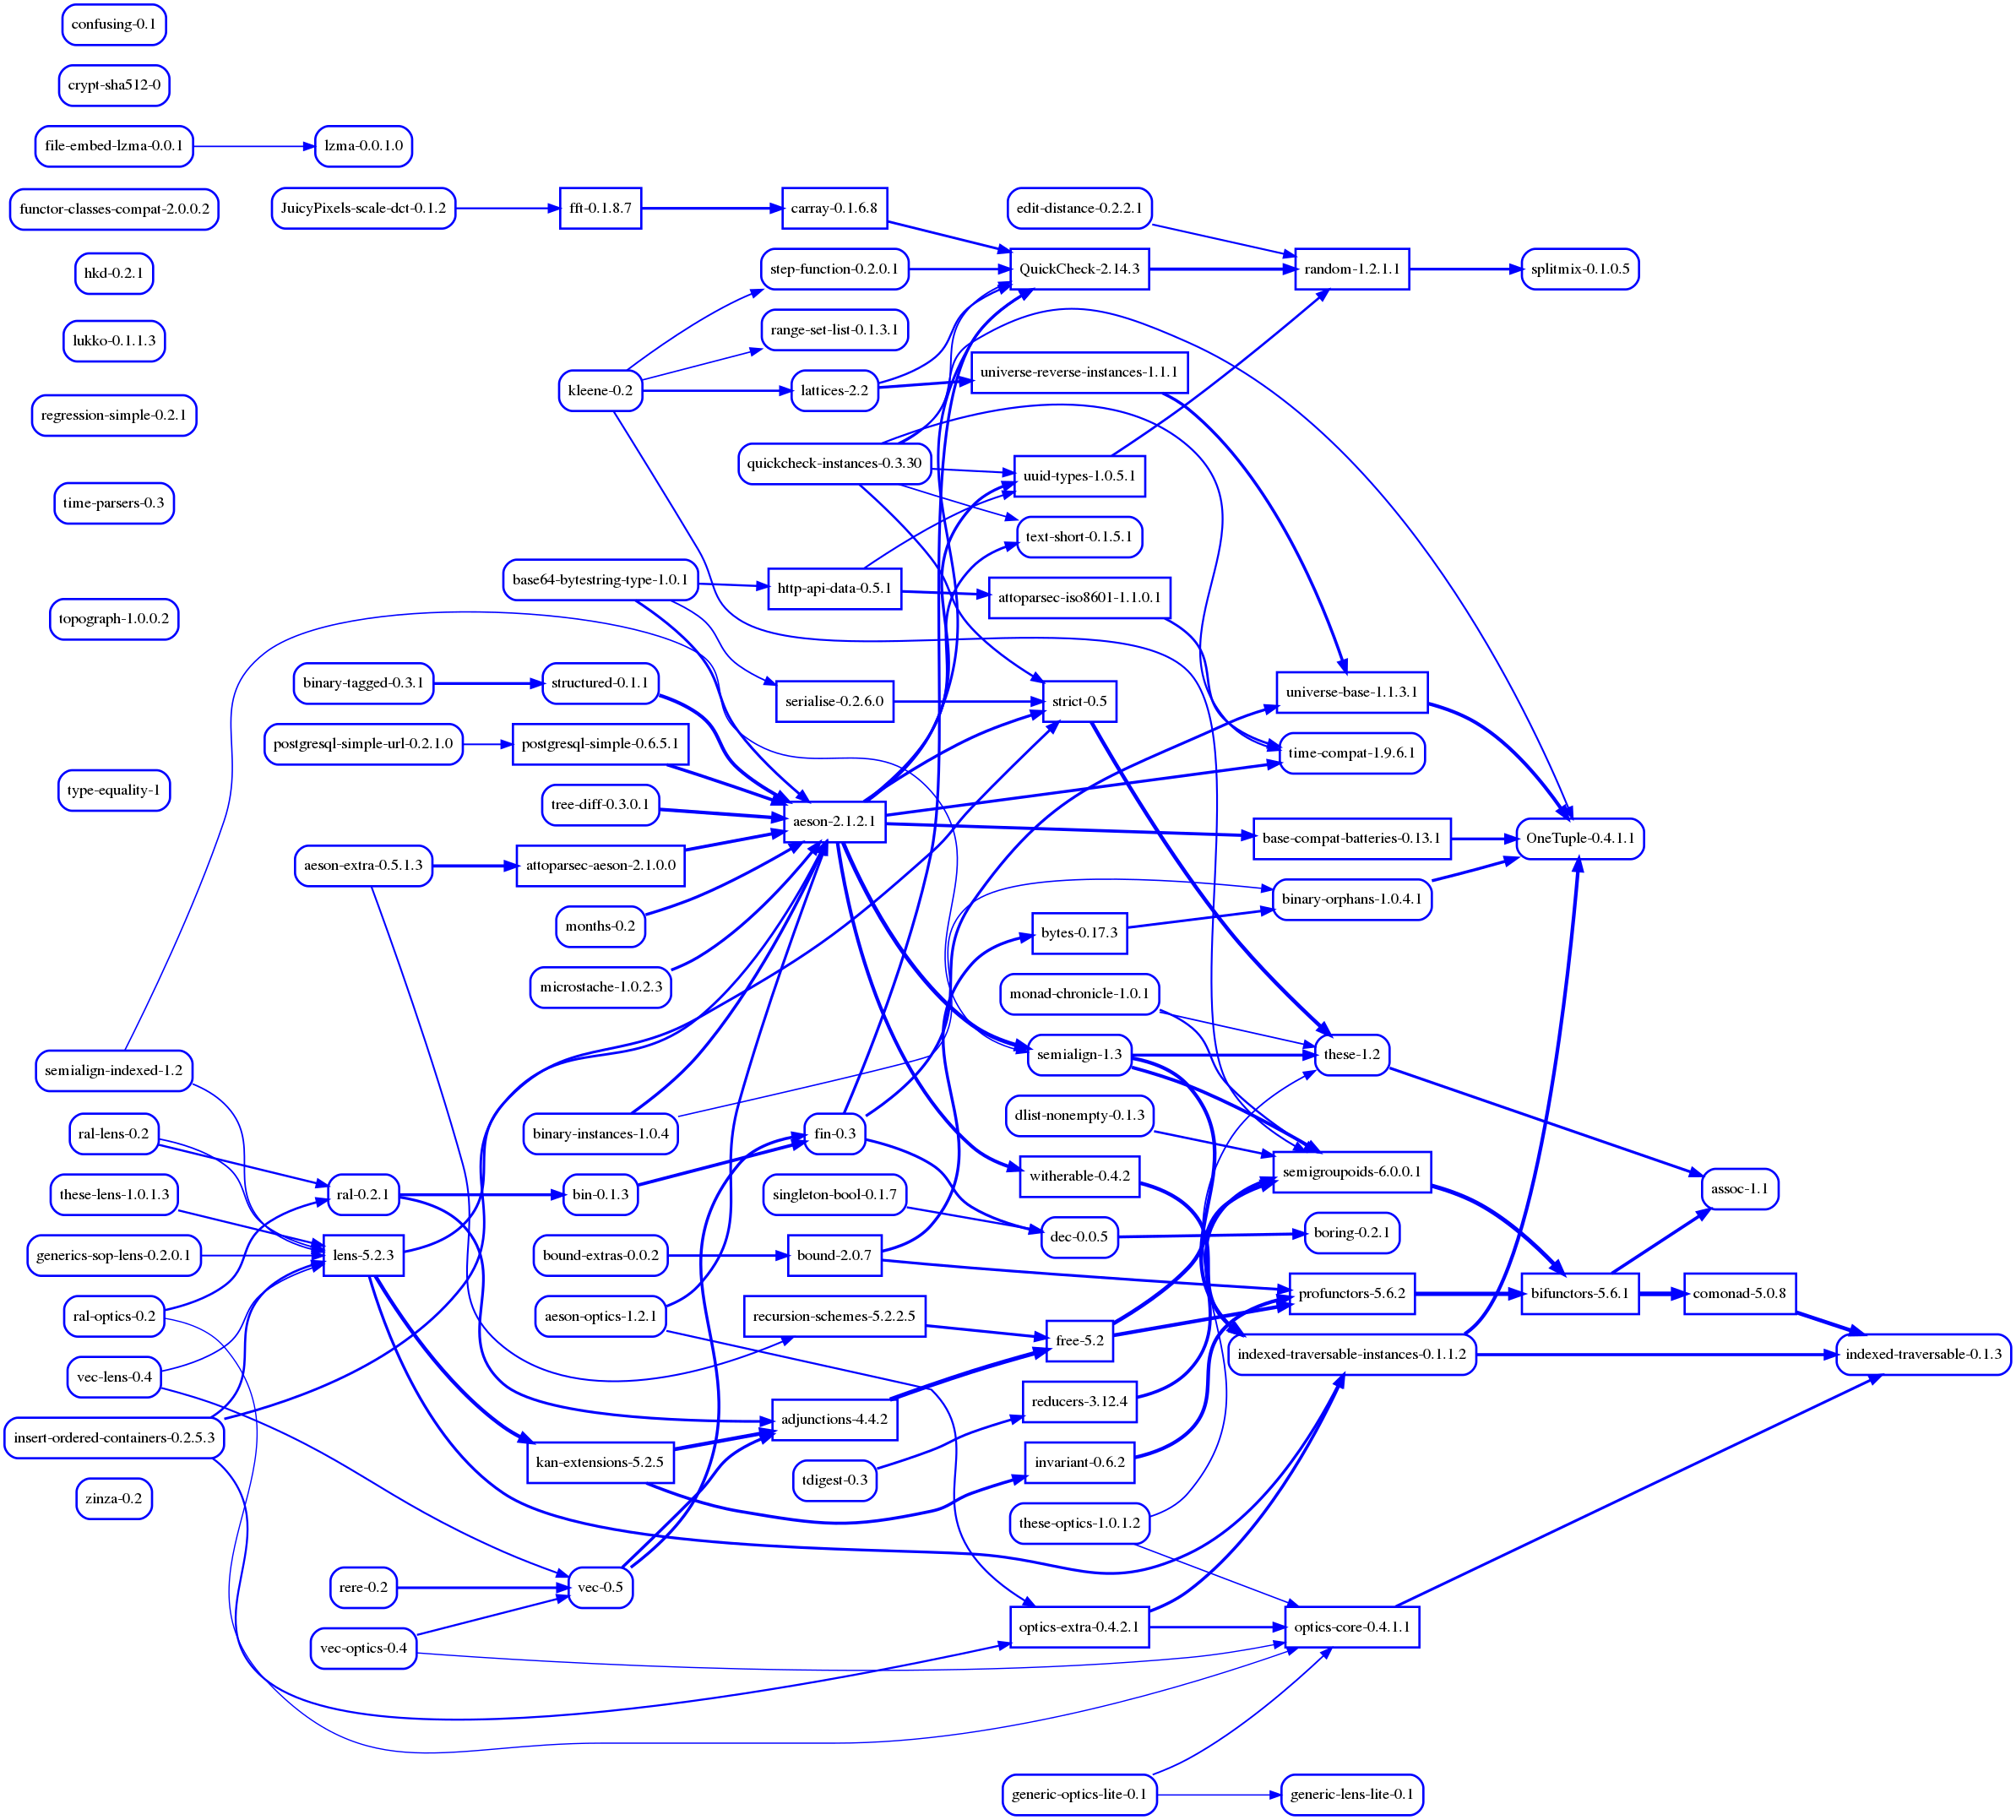 confusing-0.1
crypt-sha512-0
file-embed-lzma-0.0.1
lzma-0.0.1.0
functor-classes-compat-2.0.0.2
JuicyPixels-scale-dct-0.1.2
fft-0.1.8.7
carray-0.1.6.8
edit-distance-0.2.2.1
hkd-0.2.1
step-function-0.2.0.1
QuickCheck-2.14.3
random-1.2.1.1
splitmix-0.1.0.5
lukko-0.1.1.3
range-set-list-0.1.3.1
universe-reverse-instances-1.1.1
kleene-0.2
lattices-2.2
regression-simple-0.2.1
quickcheck-instances-0.3.30
uuid-types-1.0.5.1
time-parsers-0.3
text-short-0.1.5.1
base64-bytestring-type-1.0.1
http-api-data-0.5.1
attoparsec-iso8601-1.1.0.1
topograph-1.0.0.2
binary-tagged-0.3.1
structured-0.1.1
serialise-0.2.6.0
strict-0.5
universe-base-1.1.3.1
postgresql-simple-url-0.2.1.0
postgresql-simple-0.6.5.1
time-compat-1.9.6.1
type-equality-1
tree-diff-0.3.0.1
aeson-2.1.2.1
base-compat-batteries-0.13.1
OneTuple-0.4.1.1
aeson-extra-0.5.1.3
attoparsec-aeson-2.1.0.0
binary-orphans-1.0.4.1
months-0.2
bytes-0.17.3
microstache-1.0.2.3
monad-chronicle-1.0.1
semialign-indexed-1.2
semialign-1.3
these-1.2
ral-lens-0.2
binary-instances-1.0.4
fin-0.3
dlist-nonempty-0.1.3
these-lens-1.0.1.3
ral-0.2.1
bin-0.1.3
singleton-bool-0.1.7
witherable-0.4.2
semigroupoids-6.0.0.1
assoc-1.1
generics-sop-lens-0.2.0.1
lens-5.2.3
bound-extras-0.0.2
bound-2.0.7
dec-0.0.5
boring-0.2.1
ral-optics-0.2
aeson-optics-1.2.1
recursion-schemes-5.2.2.5
profunctors-5.6.2
bifunctors-5.6.1
comonad-5.0.8
vec-lens-0.4
free-5.2
indexed-traversable-instances-0.1.1.2
indexed-traversable-0.1.3
insert-ordered-containers-0.2.5.3
adjunctions-4.4.2
reducers-3.12.4
kan-extensions-5.2.5
tdigest-0.3
invariant-0.6.2
zinza-0.2
these-optics-1.0.1.2
rere-0.2
vec-0.5
vec-optics-0.4
optics-extra-0.4.2.1
optics-core-0.4.1.1
generic-optics-lite-0.1
generic-lens-lite-0.1